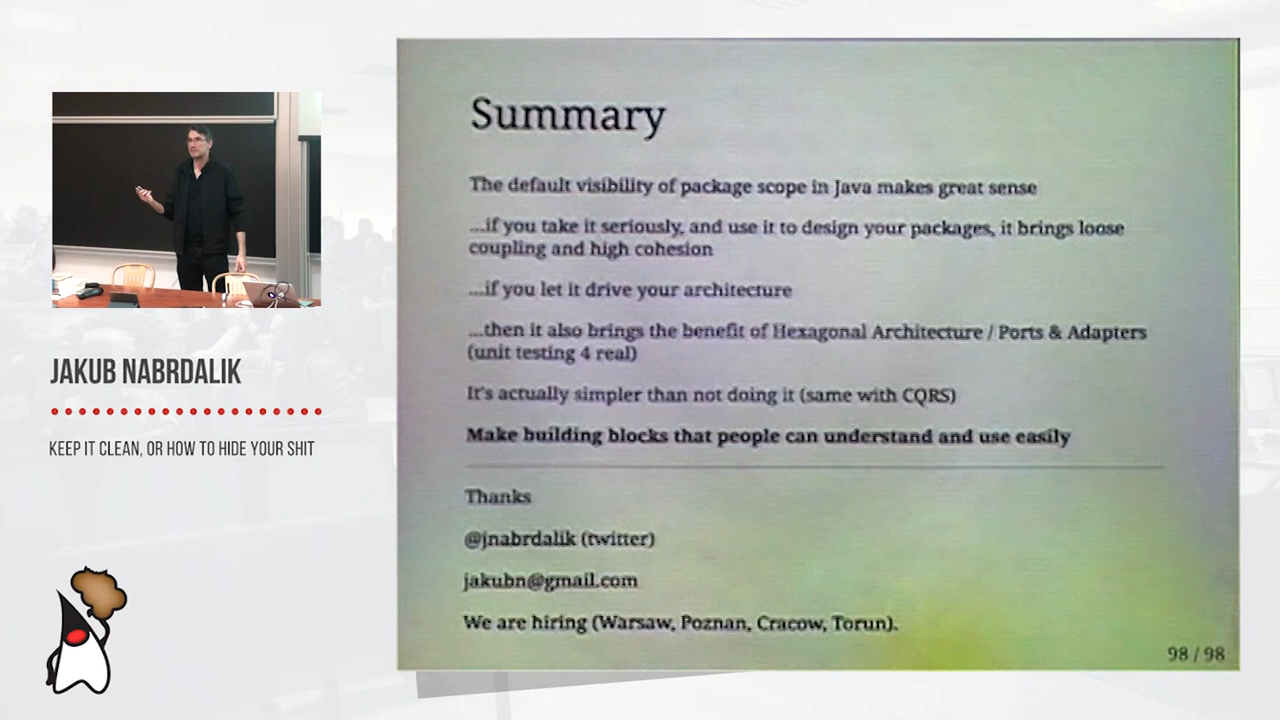 JAKUB NABRDALIK
KEEP IT CLEAN, OR HOW TO HIDE YOUR SHIT
Summary
The default visibility of package scope in Java makes great sense
...if you take it seriously, and use it to design your packages, it brings loose
coupling and high cohesion
...if you let it drive your architecture
...then it also brings the benefit of Hexagonal Architecture / Ports & Adapters
(unit testing 4 real)
It's actually simpler than not doing it (same with CQRS)
Make building blocks that people can understand and use easily
Thanks
@jnabrdalik (twitter)
jakubn@gmail.com
We are hiring (Warsaw, Poznan, Cracow, Torun).
98 / 98